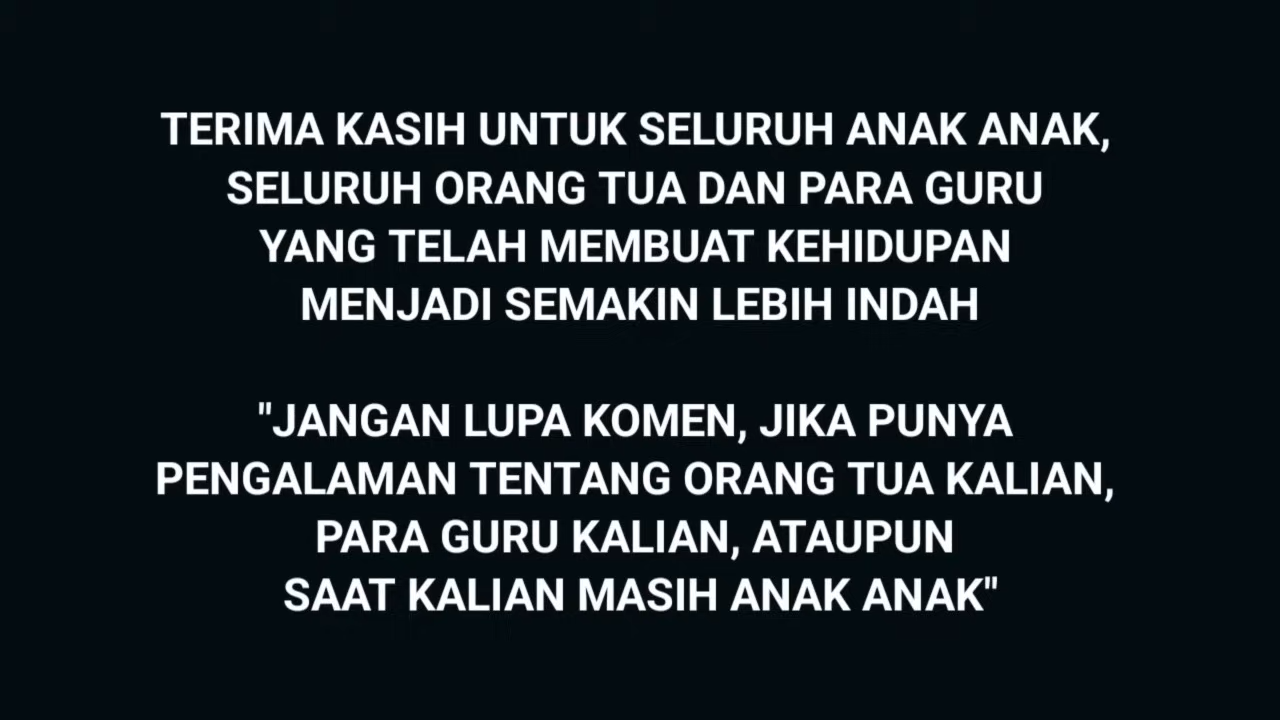 TERIMA KASIH UNTUK SELURUH ANAK ANAK,
SELURUH ORANG TUA DAN PARA GURU
YANG TELAH MEMBUAT KEHIDUPAN
MENJADI SEMAKIN LEBIH INDAH
"JANGAN LUPA KOMEN, JIKA PUNYA
PENGALAMAN TENTANG ORANG TUA KALIAN,
PARA GURU KALIAN, ATAUPUN
SAAT KALIAN MASIH ANAK ANAK"